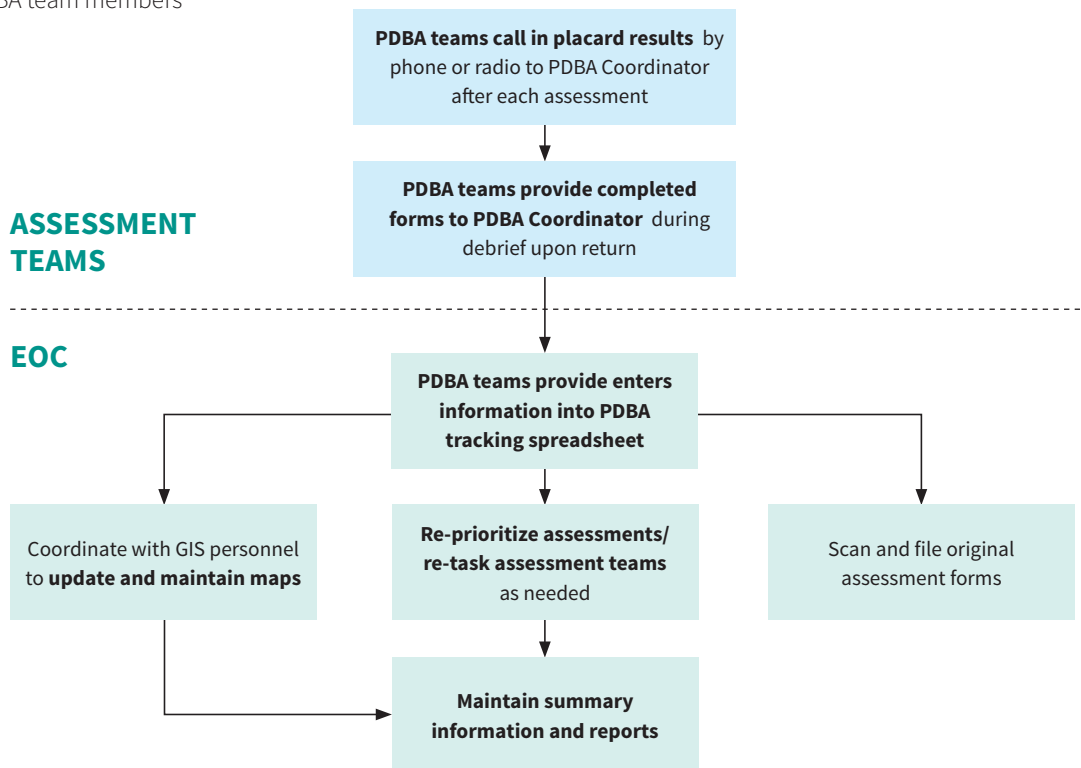 team members
PDBA teams call in placard results by
phone or radio to PDBA Coordinator
after each assessment
PDBA teams provide completed
forms to PDBA Coordinator during
debrief upon return
ASSESSMENT
TEAMS
EOC
PDBA teams provide enters
information into PDBA
tracking spreadsheet
Coordinate with GIS personnel
to update and maintain maps
Re-prioritize assessments/
re-task assessment teams
as needed
Scan and file original
assessment forms
Maintain summary
information and reports